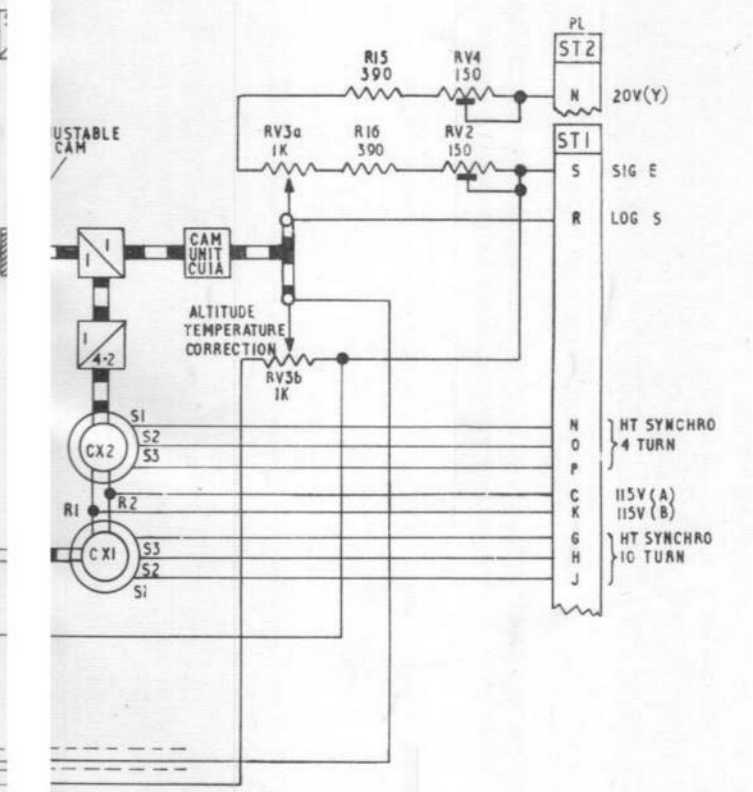 PL
ST2
R15
390
RV4
150
N 20V(Y)
USTABLE
CAM
RV3a
1K
R16
390
RV2
150
ST1
S SIG E
R LOG S
1 1
CAM
UNIT
CU1A
ALTITUDE
TEMPERATURE
CORRECTION
1
4·2
RV3b
1K
S1
S2
S3
CX2
N HT SYNCHRO
O 4 TURN
P
R1 R2
C 115V(A)
K 115V(B)
CX1
S3
S2
S1
G HT SYNCHRO
H 10 TURN
J